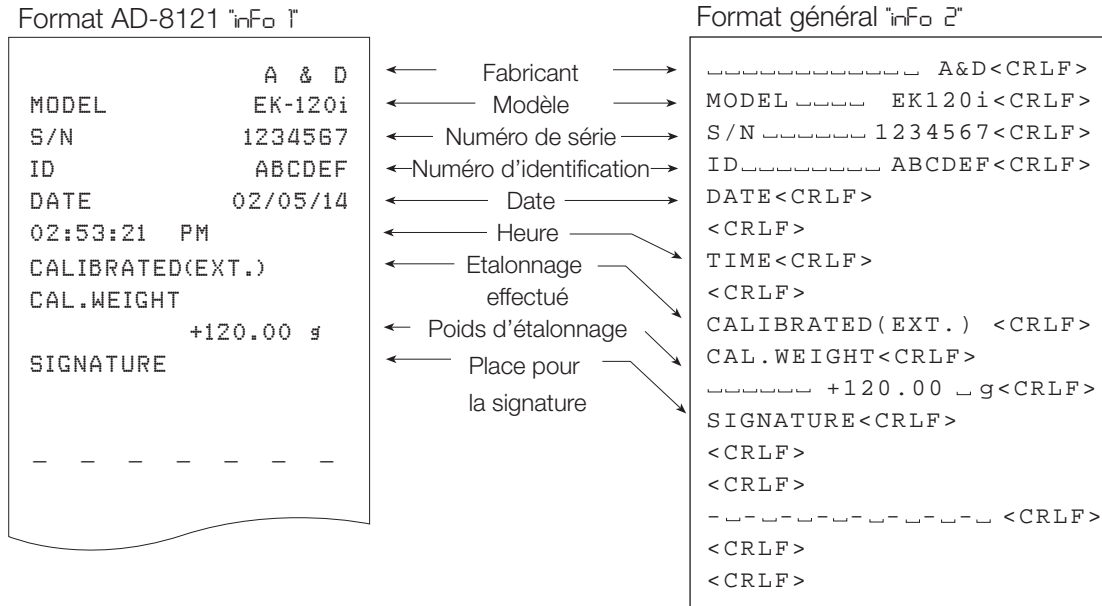 Format AD-8121 "inFo 1"
A & D
MODEL EK-120i
S/N 1234567
ID ABCDEF
DATE 02/05/14
02:53:21 PM
CALIBRATED(EXT.)
CAL.WEIGHT
+120.00 g
SIGNATURE
_ _ _ _ _ _ _
Fabricant
Modèle
Numéro de série
Numéro d'identification
Date
Heure
Etalonnage
effectué
Poids d'étalonnage
Place pour
la signature
Format général "inFo 2"
␣␣␣␣␣␣␣␣␣␣␣␣ A&D<CRLF>
MODEL ␣␣␣␣ EK120i<CRLF>
S/N ␣␣␣␣␣␣ 1234567<CRLF>
ID␣␣␣␣␣␣␣␣ ABCDEF<CRLF>
DATE<CRLF>
<CRLF>
TIME<CRLF>
<CRLF>
CALIBRATED(EXT.) <CRLF>
CAL.WEIGHT<CRLF>
␣␣␣␣␣␣ +120.00 ␣ g<CRLF>
SIGNATURE<CRLF>
<CRLF>
<CRLF>
-␣-␣-␣-␣-␣-␣-␣-␣ <CRLF>
<CRLF>
<CRLF>